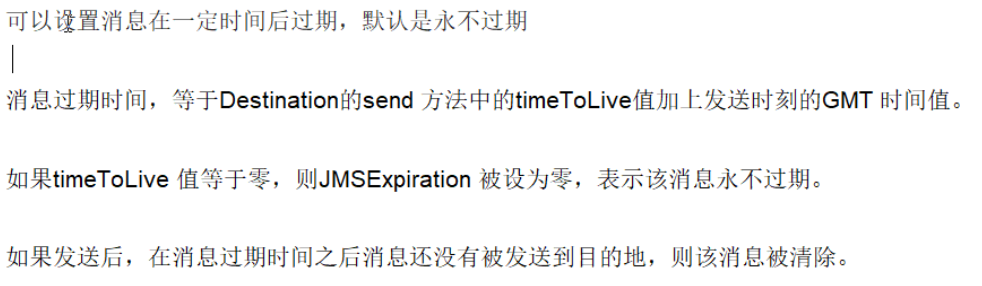 可以设置消息在一定时间后过期，默认是永不过期
消息过期时间，等于Destination的send 方法中的timeToLive值加上发送时刻的GMT 时间值。
如果timeToLive 值等于零，则JMSExpiration 被设为零，表示该消息永不过期。
如果发送后，在消息过期时间之后消息还没有被发送到目的地，则该消息被清除。